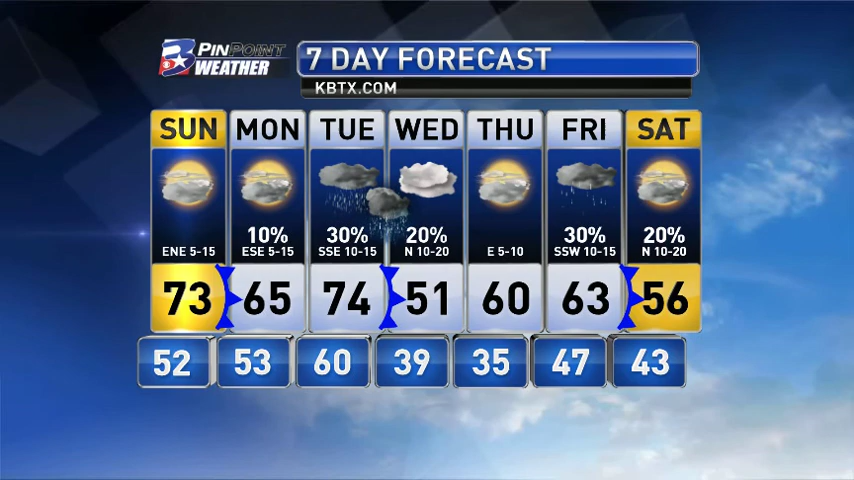 3 PINPOINT
WEATHER
7 DAY FORECAST
KBTX.COM
SUN MON TUE WED THU FRI SAT
10% 30% 20% 30% 20%
ENE 5-15 ESE 5-15 SSE 10-15 N 10-20 E 5-10 SSW 10-15 N 10-20
73 65 74 51 60 63 56
52 53 60 39 35 47 43